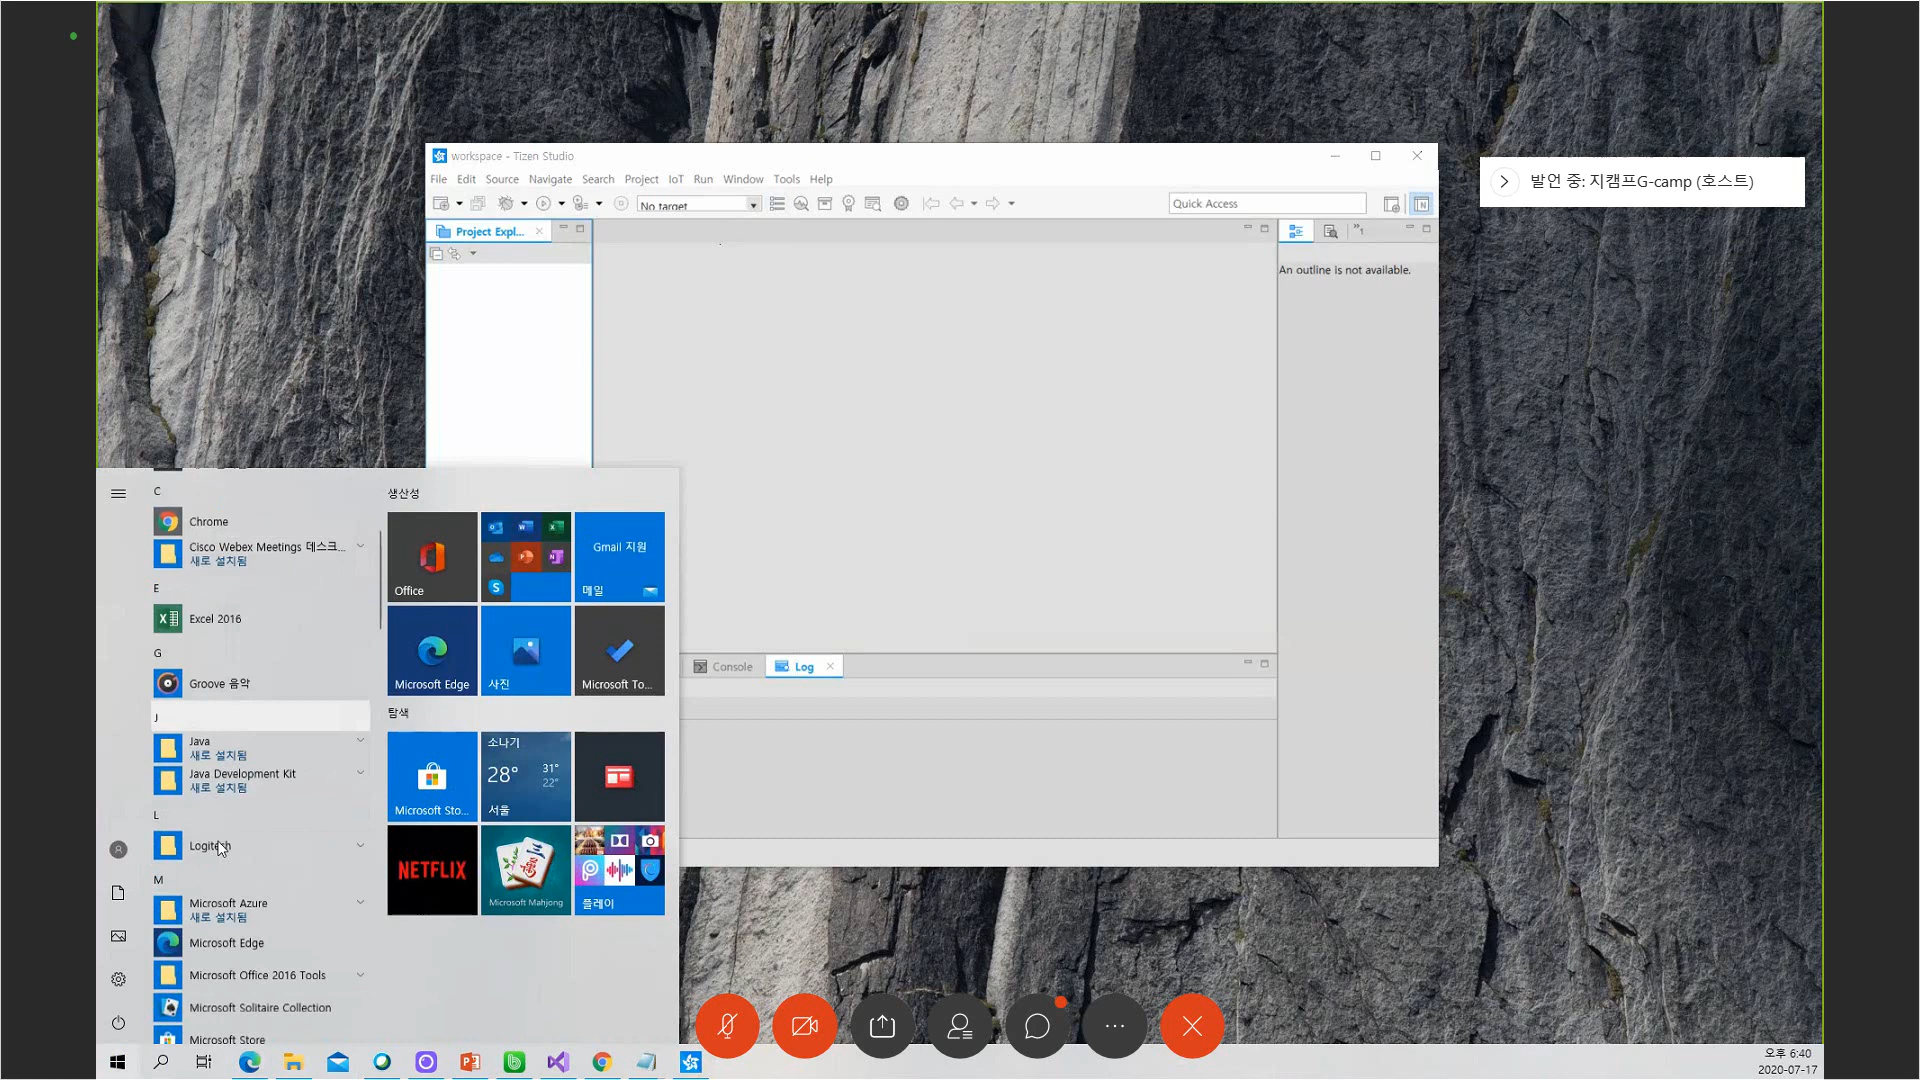 workspace - Tizen Studio
File Edit Source Navigate Search Project IoT Run Window Tools Help
No target
Quick Access
발언 중: 지캠프G-camp (호스트)
Project Expl...
»1
An outline is not available.
Console
Log
C
Chrome
Cisco Webex Meetings 데스크...
새로 설치됨
E
Excel 2016
G
Groove 음악
J
Java
새로 설치됨
Java Development Kit
새로 설치됨
L
Logitech
M
Microsoft Azure
새로 설치됨
Microsoft Edge
Microsoft Office 2016 Tools
Microsoft Solitaire Collection
Microsoft Store
생산성
Office
Gmail 지원
메일
Microsoft Edge
사진
Microsoft To...
탐색
Microsoft Sto...
소나기
28° 31°
22°
서울
NETFLIX
Microsoft Mahjong
플레이
오후 6:40
2020-07-17